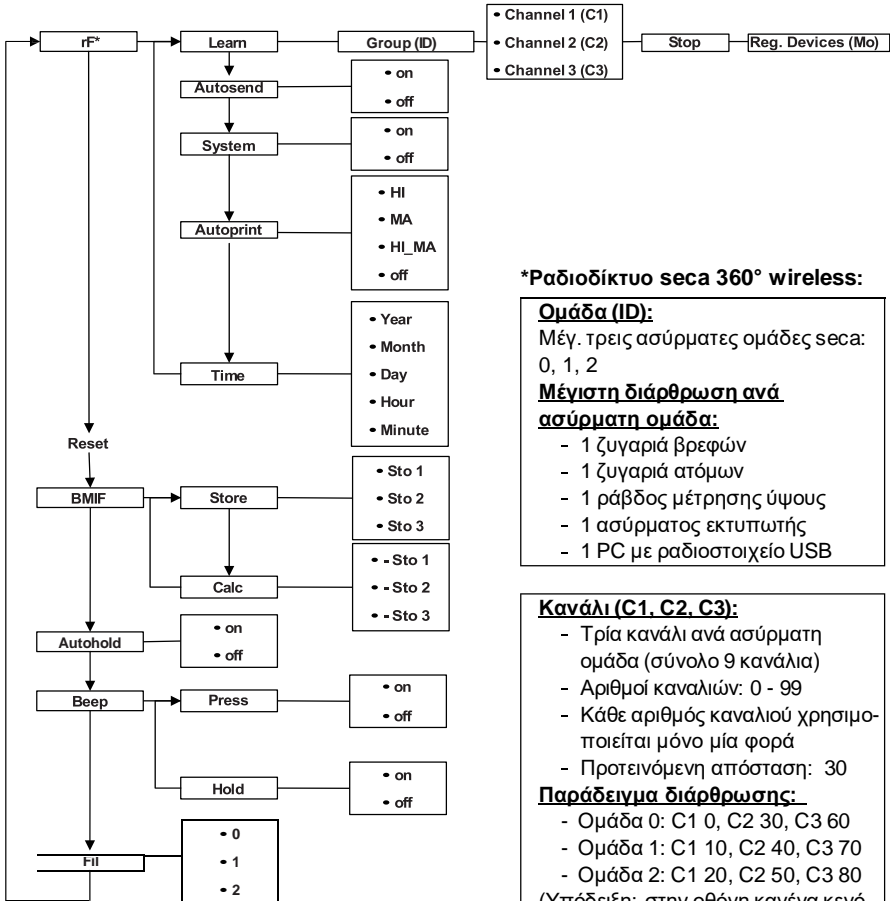 rF*
Learn
Group (ID)
• Channel 1 (C1)
• Channel 2 (C2)
• Channel 3 (C3)
Stop
Reg. Devices (Mo)
Autosend
• on
• off
System
• on
• off
Autoprint
• HI
• MA
• HI_MA
• off
Time
• Year
• Month
• Day
• Hour
• Minute
Reset
BMIF
Store
• Sto 1
• Sto 2
• Sto 3
Calc
• - Sto 1
• - Sto 2
• - Sto 3
Autohold
• on
• off
Beep
Press
• on
• off
Hold
• on
• off
Fil
• 0
• 1
• 2
*Ραδιοδίκτυο seca 360° wireless:
Ομάδα (ID):
Μέγ. τρεις ασύρματες ομάδες seca:
0, 1, 2
Μέγιστη διάρθρωση ανά
ασύρματη ομάδα:
- 1 ζυγαριά βρεφών
- 1 ζυγαριά ατόμων
- 1 ράβδος μέτρησης ύψους
- 1 ασύρματος εκτυπωτής
- 1 PC με ραδιοστοιχείο USB
Κανάλι (C1, C2, C3):
- Τρία κανάλι ανά ασύρματη
ομάδα (σύνολο 9 κανάλια)
- Αριθμοί καναλιών: 0 - 99
- Κάθε αριθμός καναλιού χρησιμο-
ποιείται μόνο μία φορά
- Προτεινόμενη απόσταση: 30
Παράδειγμα διάρθρωσης:
- Ομάδα 0: C1 0, C2 30, C3 60
- Ομάδα 1: C1 10, C2 40, C3 70
- Ομάδα 2: C1 20, C2 50, C3 80
(Υπόδειξη: στην οθόνη κανένα κενό